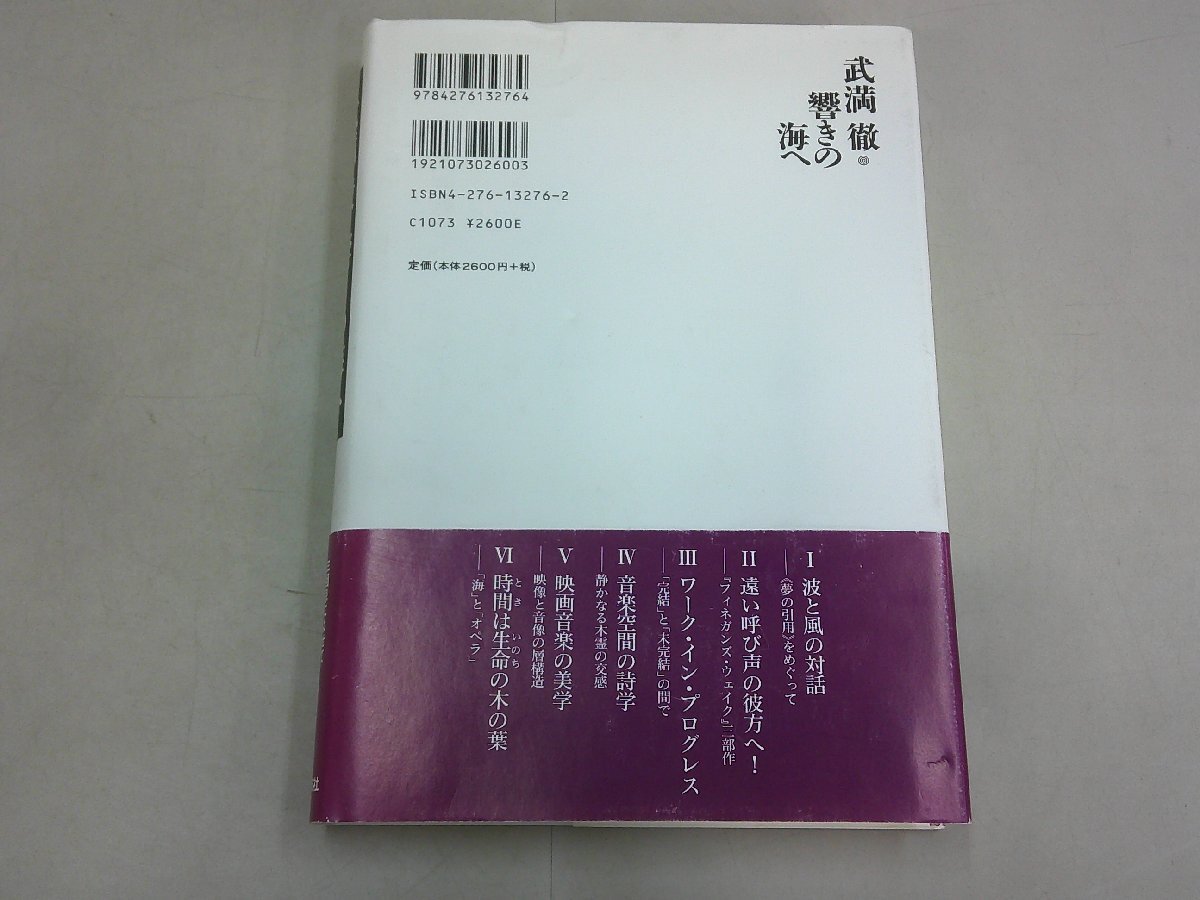 武満 徹◎
響きの
海へ
9784276132764
1921073026003
ISBN4-276-13276-2
C1073 ¥2600E
定価(本体2600円+税)
Ⅰ 波と風の対話
──《夢の引用》をめぐって
Ⅱ 遠い呼び声の彼方へ!
──『フィネガンズ・ウェイク』三部作
Ⅲ ワーク・イン・プログレス
──「完結」と「未完結」の間で
Ⅳ 音楽空間の詩学
──静かなる木霊の交感
Ⅴ 映画音楽の美学
──映像と音像の層構造
Ⅵ 時間は生命の木の葉
とき いのち
──「海」と「オペラ」
社